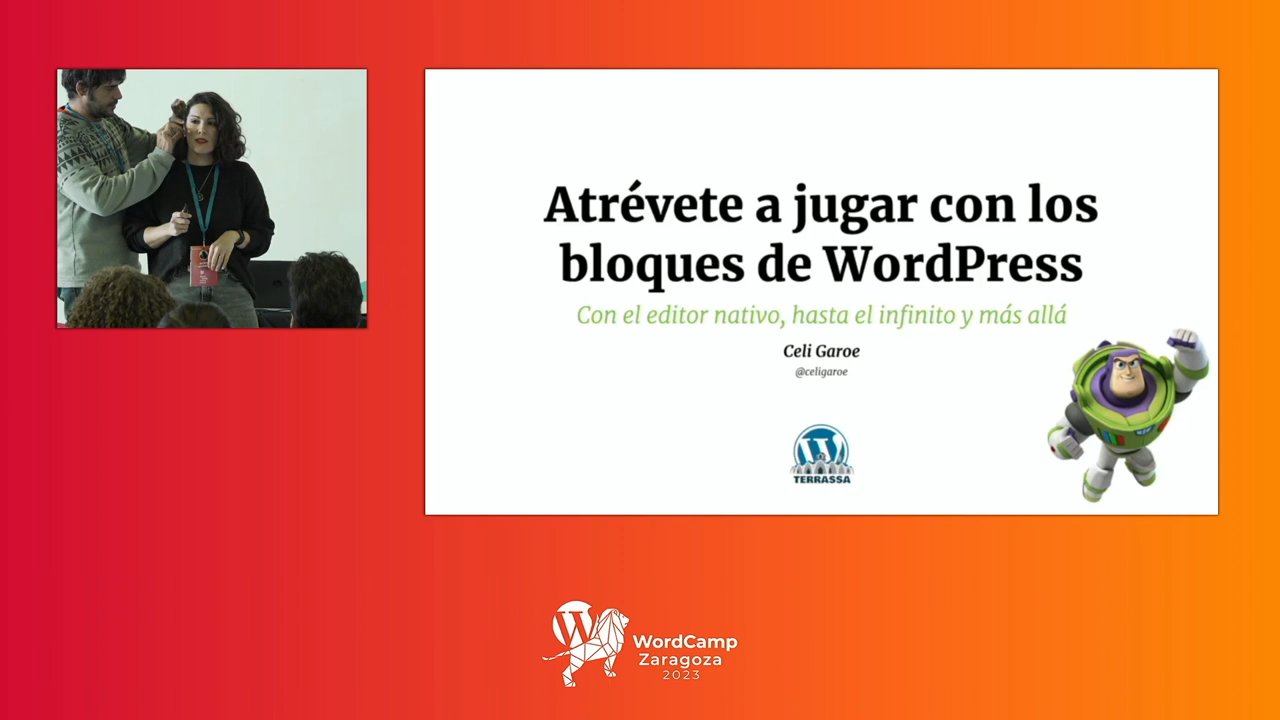 Atrévete a jugar con los
bloques de WordPress
Con el editor nativo, hasta el infinito y más allá
Celi Garoe
@celigaroe
TERRASSA
WordCamp
Zaragoza
2023